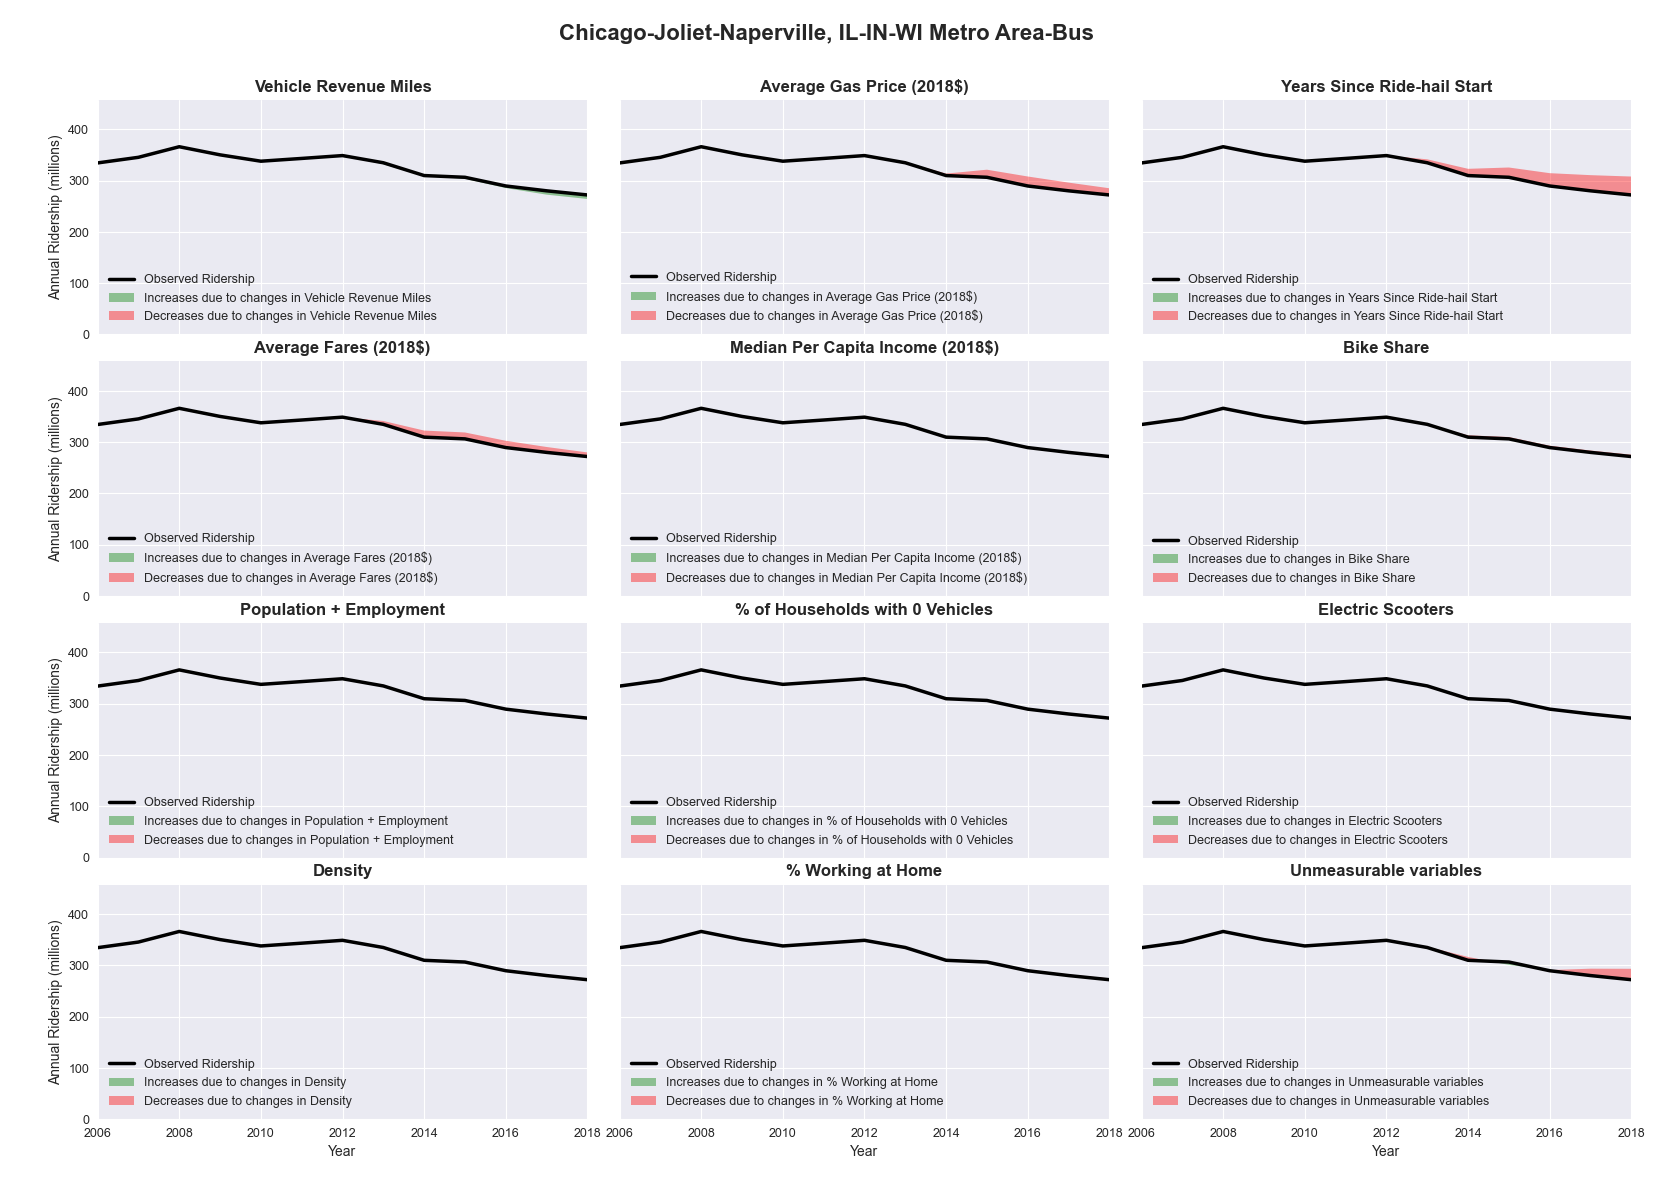 Chicago-Joliet-Naperville, IL-IN-WI Metro Area-Bus
Vehicle Revenue Miles
Annual Ridership (millions)
400
300
200
100
0
Observed Ridership
Increases due to changes in Vehicle Revenue Miles
Decreases due to changes in Vehicle Revenue Miles
Average Gas Price (2018$)
Observed Ridership
Increases due to changes in Average Gas Price (2018$)
Decreases due to changes in Average Gas Price (2018$)
Years Since Ride-hail Start
Observed Ridership
Increases due to changes in Years Since Ride-hail Start
Decreases due to changes in Years Since Ride-hail Start
Average Fares (2018$)
Annual Ridership (millions)
400
300
200
100
0
Observed Ridership
Increases due to changes in Average Fares (2018$)
Decreases due to changes in Average Fares (2018$)
Median Per Capita Income (2018$)
Observed Ridership
Increases due to changes in Median Per Capita Income (2018$)
Decreases due to changes in Median Per Capita Income (2018$)
Bike Share
Observed Ridership
Increases due to changes in Bike Share
Decreases due to changes in Bike Share
Population + Employment
Annual Ridership (millions)
400
300
200
100
0
Observed Ridership
Increases due to changes in Population + Employment
Decreases due to changes in Population + Employment
% of Households with 0 Vehicles
Observed Ridership
Increases due to changes in % of Households with 0 Vehicles
Decreases due to changes in % of Households with 0 Vehicles
Electric Scooters
Observed Ridership
Increases due to changes in Electric Scooters
Decreases due to changes in Electric Scooters
Density
Annual Ridership (millions)
400
300
200
100
0
Observed Ridership
Increases due to changes in Density
Decreases due to changes in Density
2006 2008 2010 2012 2014 2016 2018
Year
% Working at Home
Observed Ridership
Increases due to changes in % Working at Home
Decreases due to changes in % Working at Home
2006 2008 2010 2012 2014 2016 2018
Year
Unmeasurable variables
Observed Ridership
Increases due to changes in Unmeasurable variables
Decreases due to changes in Unmeasurable variables
2006 2008 2010 2012 2014 2016 2018
Year